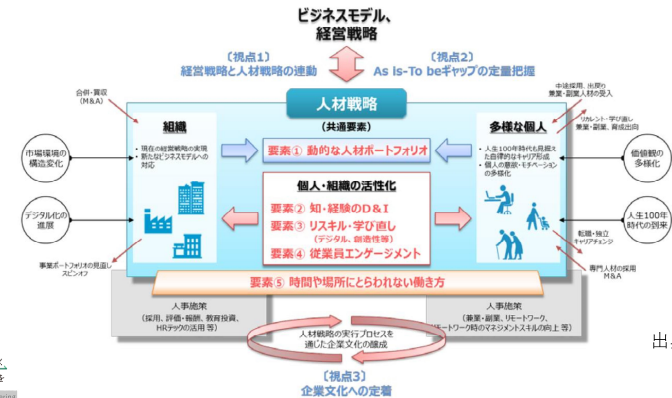 ビジネスモデル、
経営戦略
〔視点1〕
経営戦略と人材戦略の連動
〔視点2〕
As is-To beギャップの定量把握
人材戦略
(共通要素)
合併・買収
(M&A)
中途採用、出戻り
兼業・副業人材の受入
リカレント・学び直し
兼業・副業、育成出向
組織
・現在の経営戦略の実現
・新たなビジネスモデルへの
対応
要素① 動的な人材ポートフォリオ
多様な個人
・人生100年時代も見据え
た自律的なキャリア形成
・個人の意欲・モチベーション
の多様化
市場環境の
構造変化
デジタル化の
進展
価値観の
多様化
人生100年
時代の到来
個人・組織の活性化
要素② 知・経験のD&I
要素③ リスキル・学び直し
(デジタル、創造性等)
要素④ 従業員エンゲージメント
転職・独立
キャリアチェンジ
事業ポートフォリオの見直し
スピンオフ
専門人材の採用
M&A
要素⑤ 時間や場所にとらわれない働き方
人事施策
(採用、評価・報酬、教育投資、
HRテックの活用 等)
人事施策
(兼業・副業、リモートワーク、
モートワーク時のマネジメントスキルの向上 等)
人材戦略の実行プロセスを
通じた企業文化の醸成
〔視点3〕
企業文化への定着
出